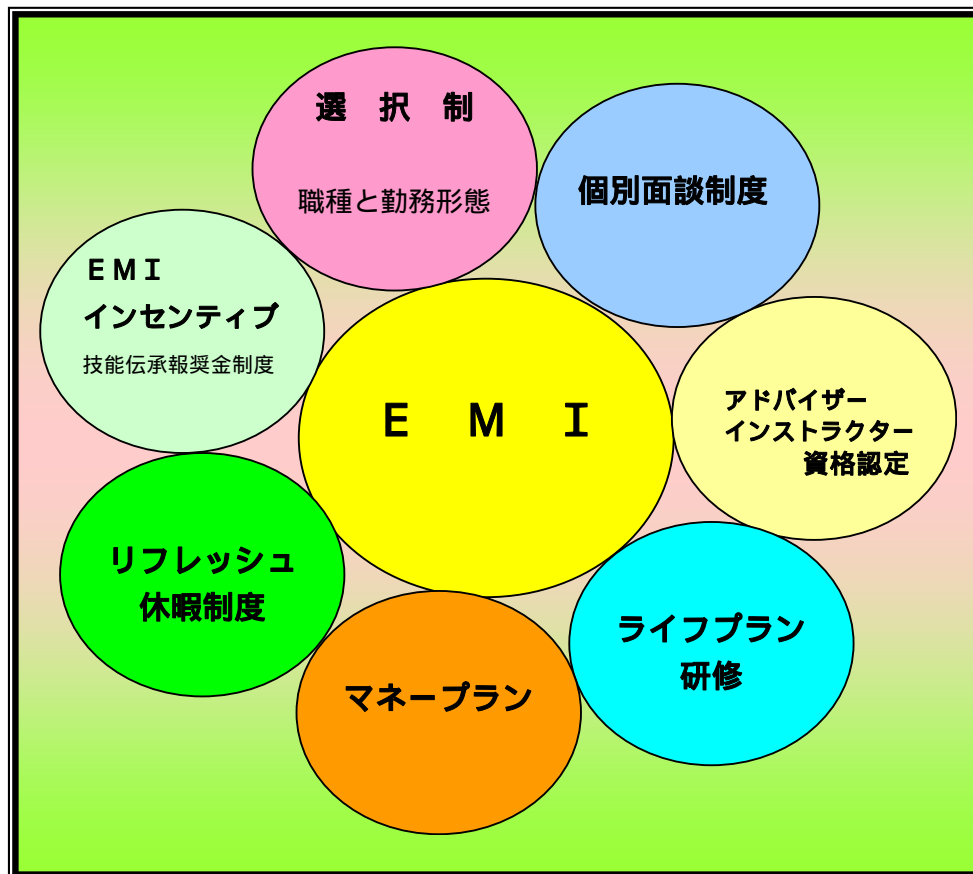 選 択 制
職種と勤務形態
個別面談制度
ＥＭＩ
インセンティブ
技能伝承報奨金制度
Ｅ Ｍ Ｉ
アドバイザー
インストラクター
資格認定
リフレッシュ
休暇制度
ライフプラン
研修
マネープラン